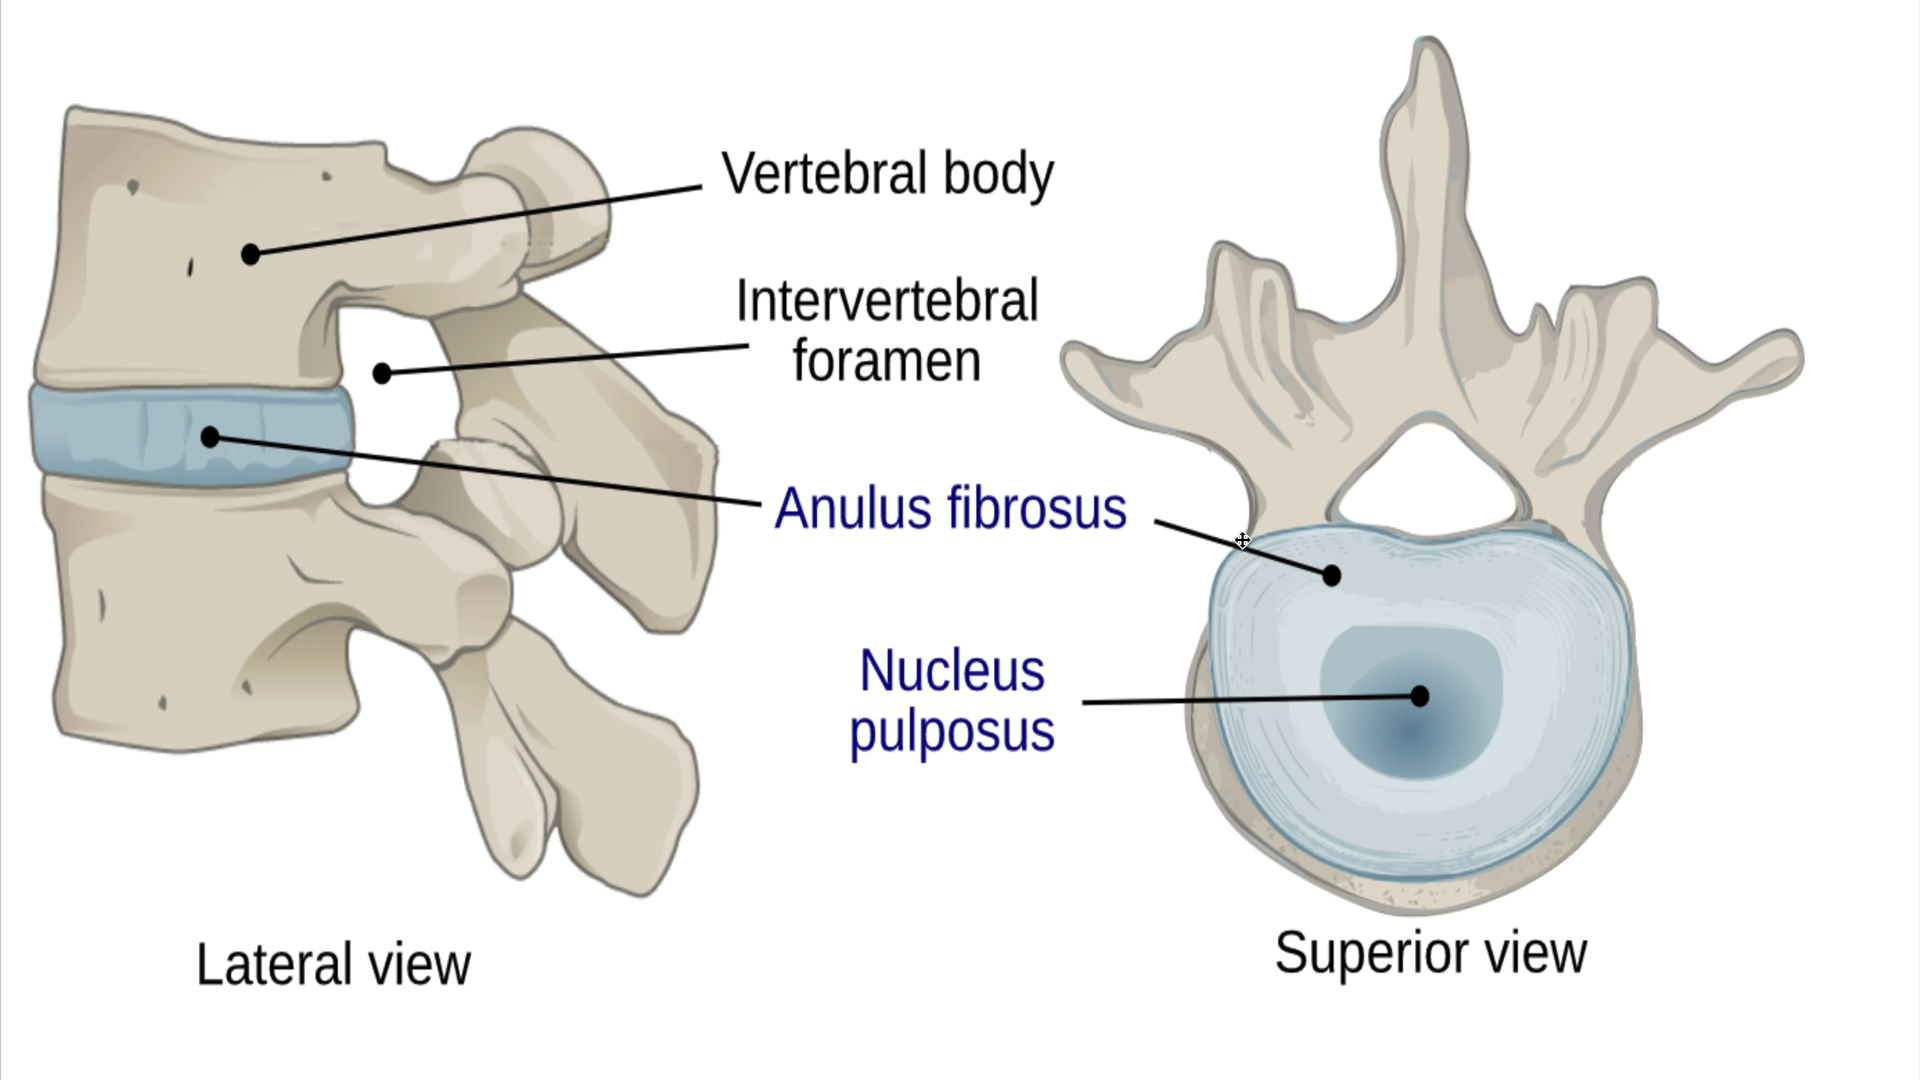 Vertebral body
Intervertebral
foramen
Anulus fibrosus
Nucleus
pulposus
Lateral view
Superior view